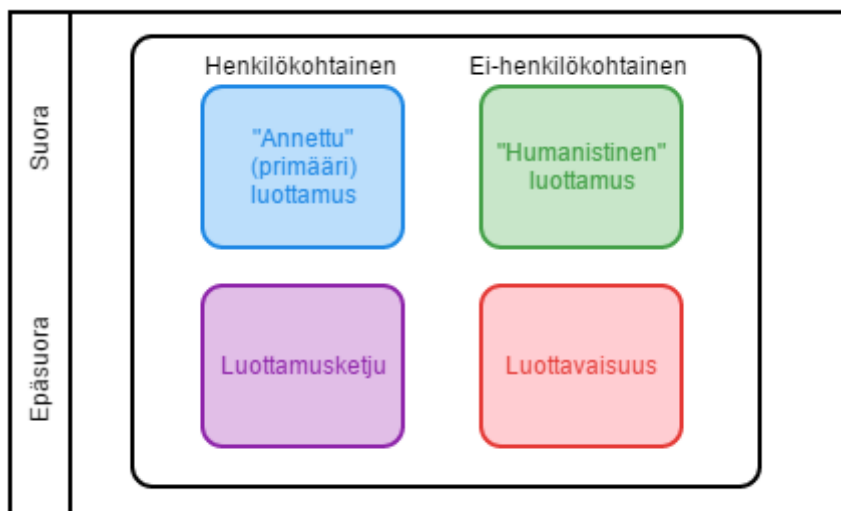 Henkilökohtainen
Ei-henkilökohtainen
Suora
"Annettu"
(primääri)
luottamus
"Humanistinen"
luottamus
Epäsuora
Luottamusketju
Luottavaisuus